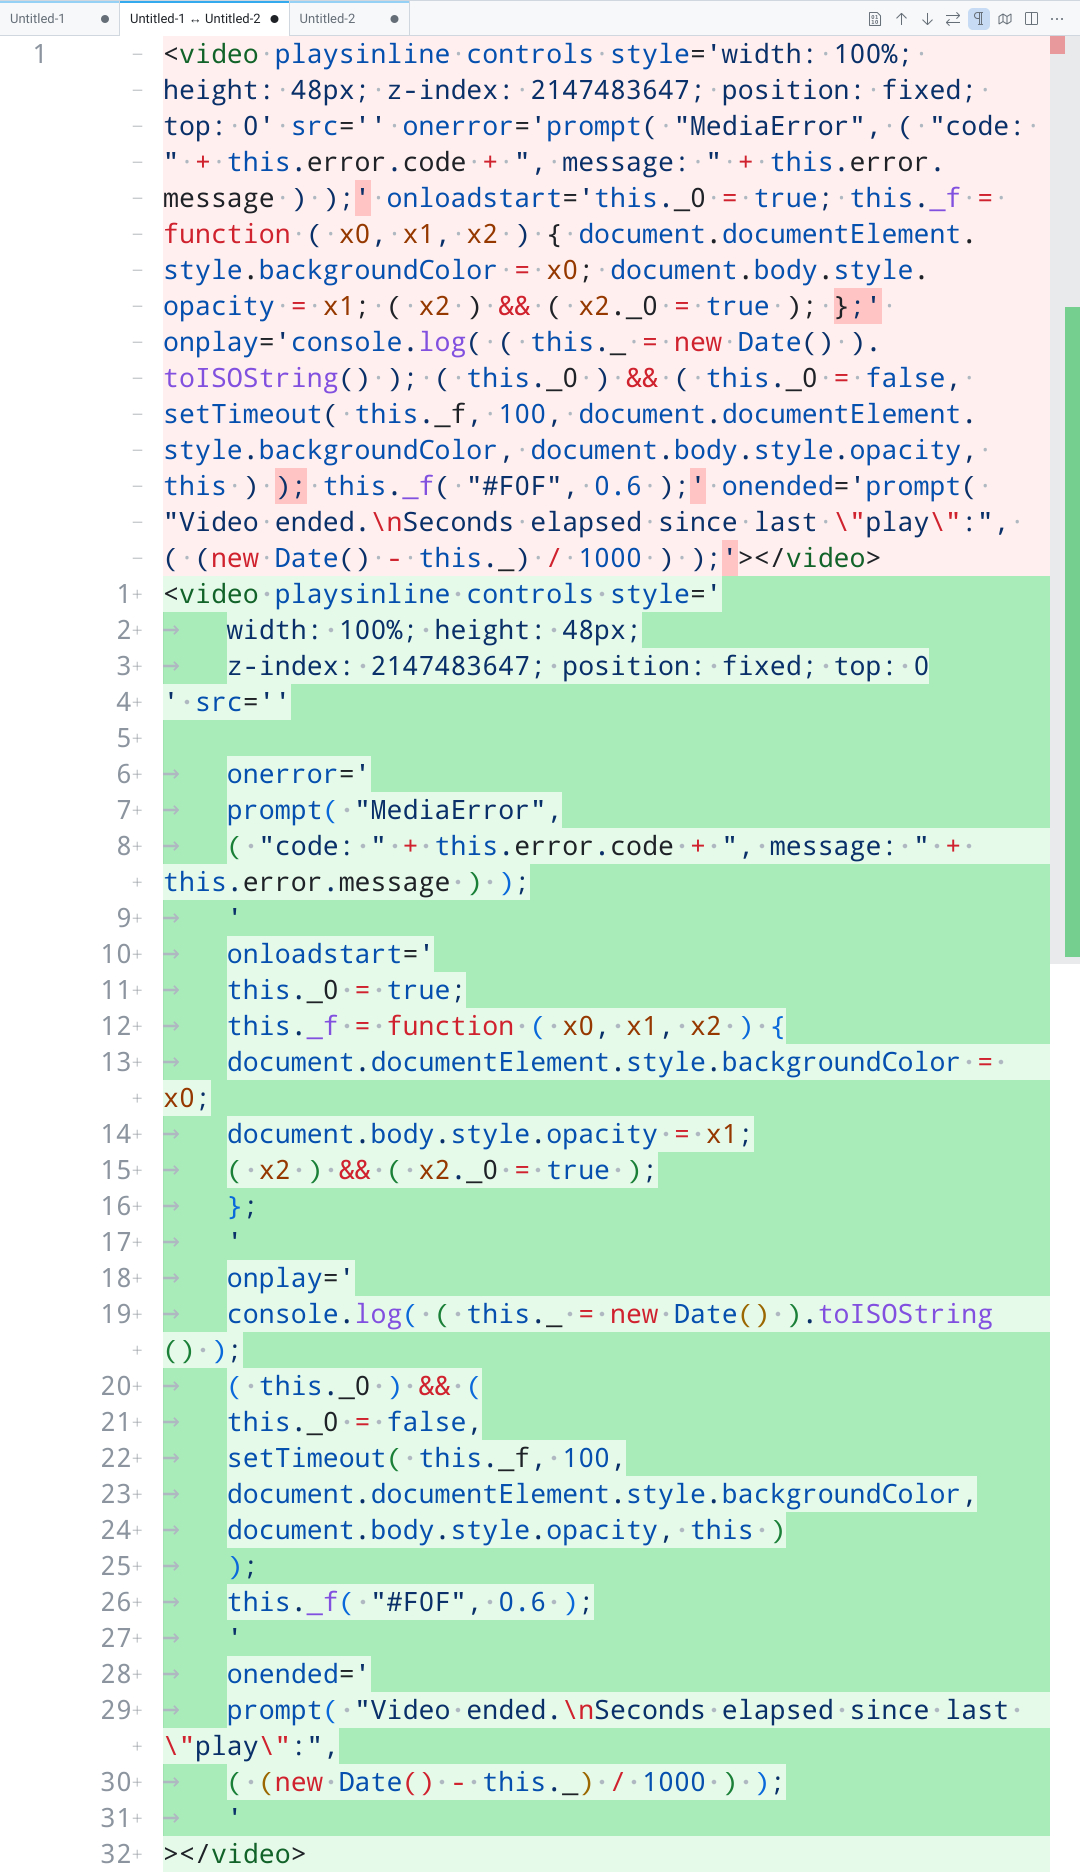 Untitled-1 ● Untitled-1 ↔ Untitled-2 ● Untitled-2 ●
1 − <video·playsinline·controls·style='width:·100%;·
− height:·48px;·z-index:·2147483647;·position:·fixed;·
− top:·0'·src=''·onerror='prompt(·"MediaError",·(·"code:·
− "·+·this.error.code·+·",·message:·"·+·this.error.
− message·)·);'·onloadstart='this._0·=·true;·this._f·=·
− function·(·x0,·x1,·x2·)·{·document.documentElement.
− style.backgroundColor·=·x0;·document.body.style.
− opacity·=·x1;·(·x2·)·&&·(·x2._0·=·true·);·};'·
− onplay='console.log(·(·this._·=·new·Date()·).
− toISOString()·);·(·this._0·)·&&·(·this._0·=·false,·
− setTimeout(·this._f,·100,·document.documentElement.
− style.backgroundColor,·document.body.style.opacity,·
− this·)·);·this._f(·"#F0F",·0.6·);'·onended='prompt(·
− "Video·ended.\nSeconds·elapsed·since·last·\"play\":",·
− (·(new·Date()·-·this._)·/·1000·)·);'></video>
1+ <video·playsinline·controls·style='
2+ → width:·100%;·height:·48px;
3+ → z-index:·2147483647;·position:·fixed;·top:·0
4+ '·src=''
5+
6+ → onerror='
7+ → prompt(·"MediaError",
8+ → (·"code:·"·+·this.error.code·+·",·message:·"·+·
+ this.error.message·)·);
9+ → '
10+ → onloadstart='
11+ → this._0·=·true;
12+ → this._f·=·function·(·x0,·x1,·x2·)·{
13+ → document.documentElement.style.backgroundColor·=·
+ x0;
14+ → document.body.style.opacity·=·x1;
15+ → (·x2·)·&&·(·x2._0·=·true·);
16+ → };
17+ → '
18+ → onplay='
19+ → console.log(·(·this._·=·new·Date()·).toISOString
+ ()·);
20+ → (·this._0·)·&&·(
21+ → this._0·=·false,
22+ → setTimeout(·this._f,·100,
23+ → document.documentElement.style.backgroundColor,
24+ → document.body.style.opacity,·this·)
25+ → );
26+ → this._f(·"#F0F",·0.6·);
27+ → '
28+ → onended='
29+ → prompt(·"Video·ended.\nSeconds·elapsed·since·last·
+ \"play\":",
30+ → (·(new·Date()·-·this._)·/·1000·)·);
31+ → '
32+ ></video>